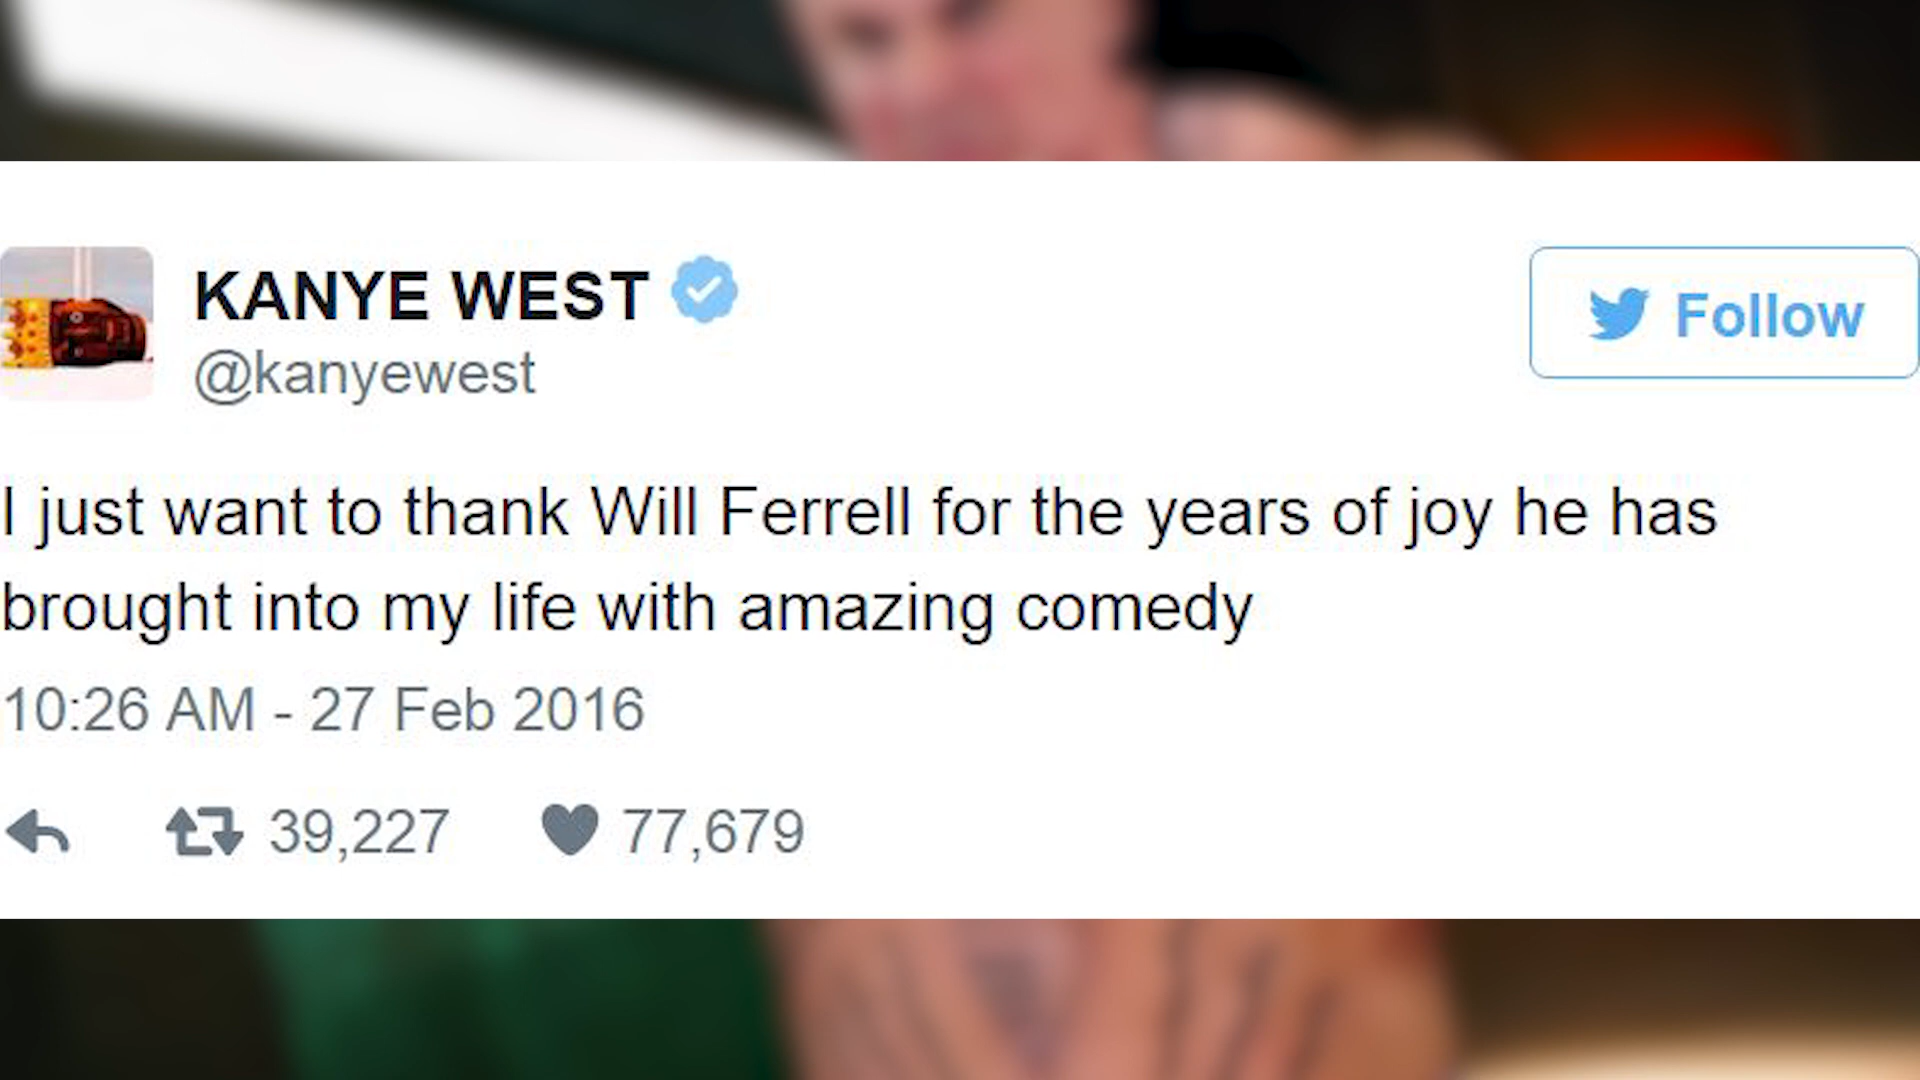 KANYE WEST
@kanyewest
Follow
I just want to thank Will Ferrell for the years of joy he has
brought into my life with amazing comedy
10:26 AM - 27 Feb 2016
39,227 77,679